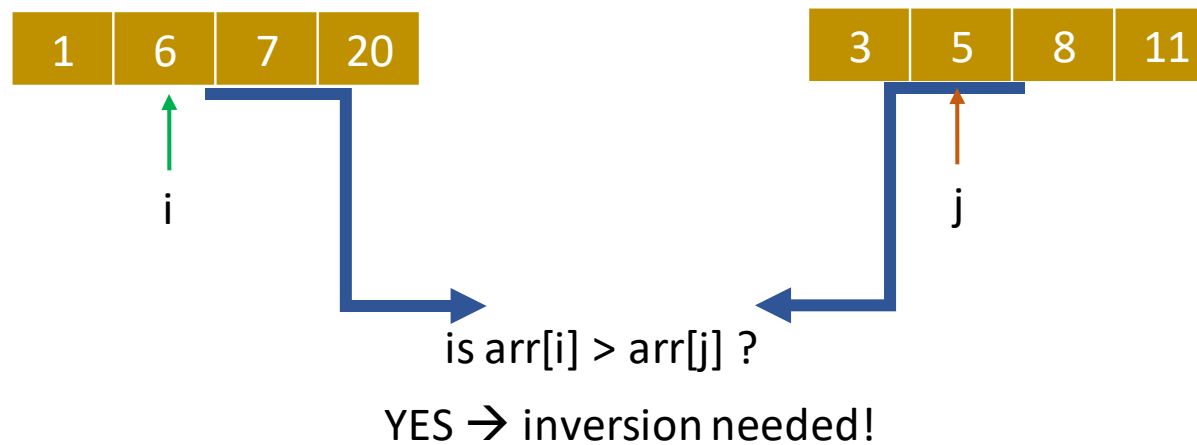 1 6 7 20 3 5 8 11
i j
is arr[i] > arr[j] ?
YES → inversion needed!